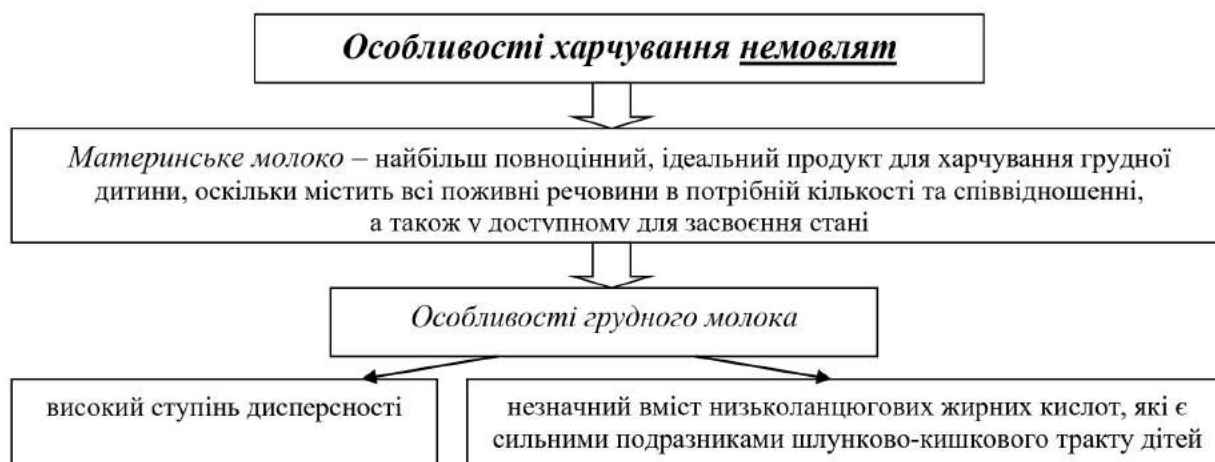 Особливості харчування немовлят
Материнське молоко – найбільш повноцінний, ідеальний продукт для харчування грудної
дитини, оскільки містить всі поживні речовини в потрібній кількості та співвідношенні,
а також у доступному для засвоєння стані
Особливості грудного молока
високий ступінь дисперсності
незначний вміст низьколанцюгових жирних кислот, які є
сильними подразниками шлунково-кишкового тракту дітей